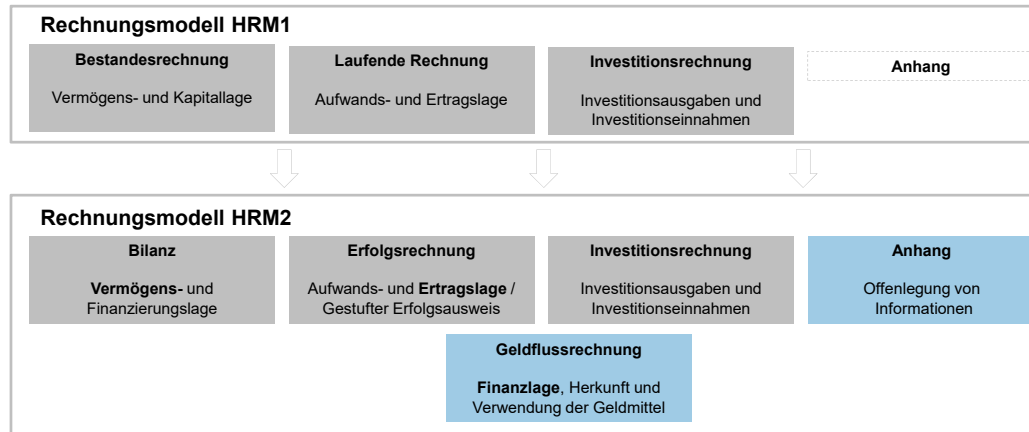 Rechnungsmodell HRM1
Bestandesrechnung
Vermögens- und Kapitallage
Laufende Rechnung
Aufwands- und Ertragslage
Investitionsrechnung
Investitionsausgaben und
Investitionseinnahmen
Anhang
Rechnungsmodell HRM2
Bilanz
Vermögens- und
Finanzierungslage
Erfolgsrechnung
Aufwands- und Ertragslage /
Gestufter Erfolgsausweis
Investitionsrechnung
Investitionsausgaben und
Investitionseinnahmen
Anhang
Offenlegung von
Informationen
Geldflussrechnung
Finanzlage, Herkunft und
Verwendung der Geldmittel